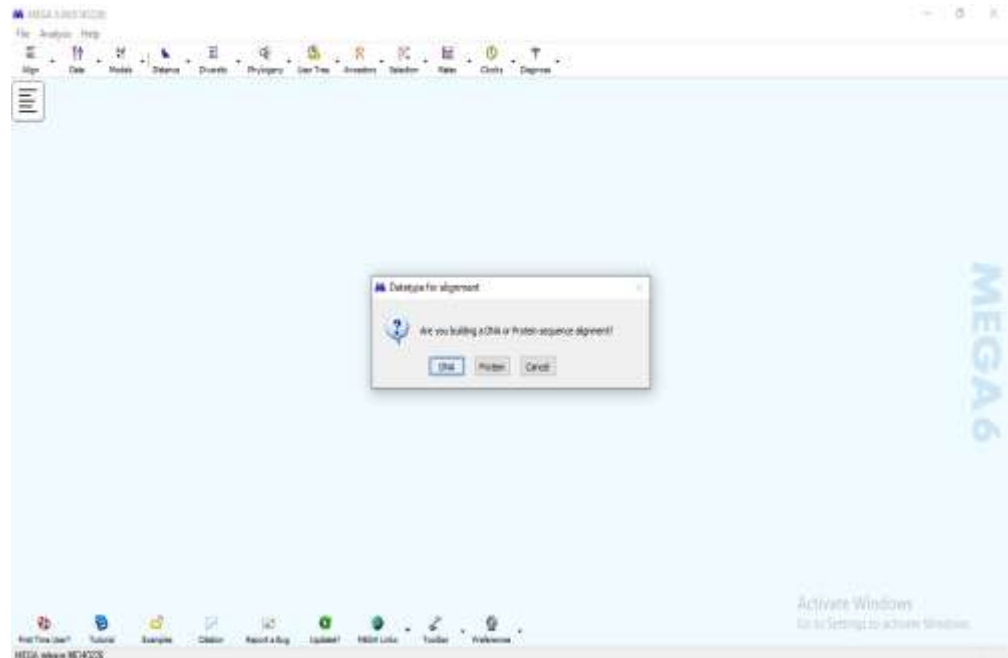 File Analysis Help
Align Data Models Distance Diversity Phylogeny User Tree Ancestors Selection Rates Clocks Diagnose
MEGA6
Datatype for alignment
Are you building a DNA or Protein sequence alignment?
DNA Protein Cancel
Activate Windows
Go to Settings to activate Windows.
First Time User? Tutorial Examples Citation Report a Bug Updates? MEGA Links Toolbar Preferences
MEGA release